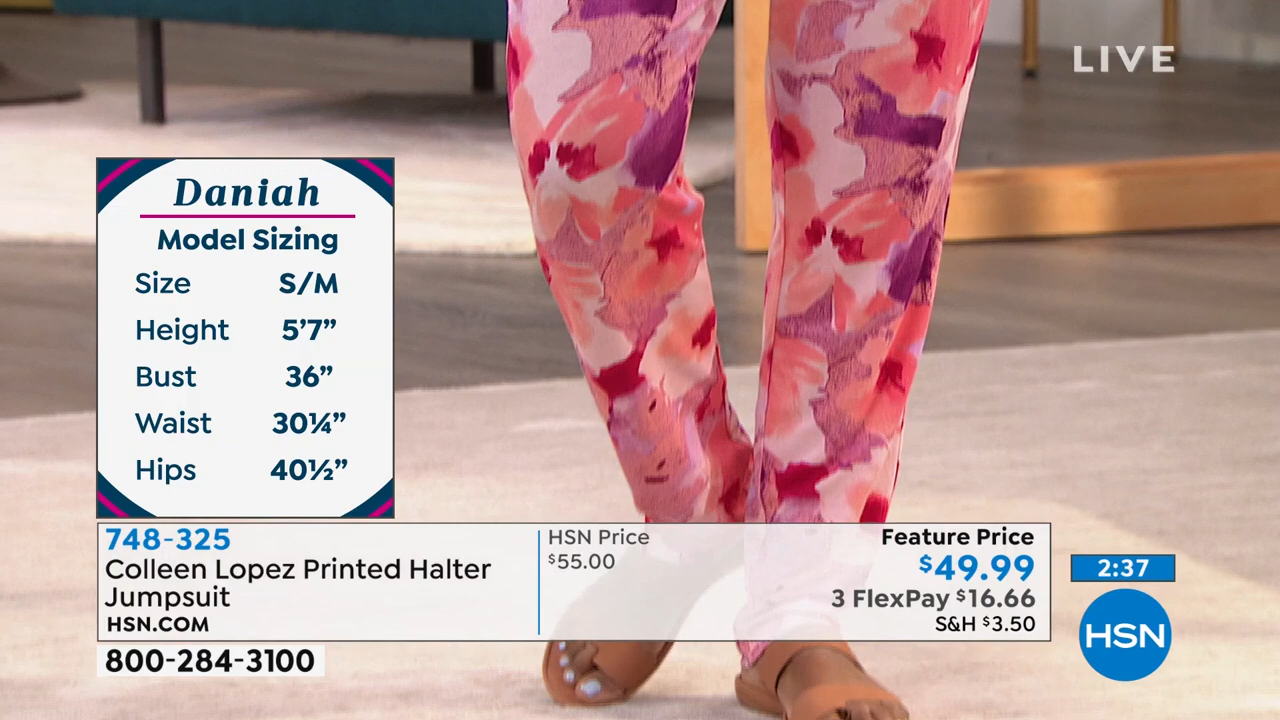 LIVE
Daniah
Model Sizing
Size S/M
Height 5’7”
Bust 36”
Waist 30¼”
Hips 40½”
748-325
Colleen Lopez Printed Halter
Jumpsuit
HSN.COM
HSN Price
$55.00
Feature Price
$49.99
3 FlexPay $16.66
S&H $3.50
2:37
HSN
800-284-3100